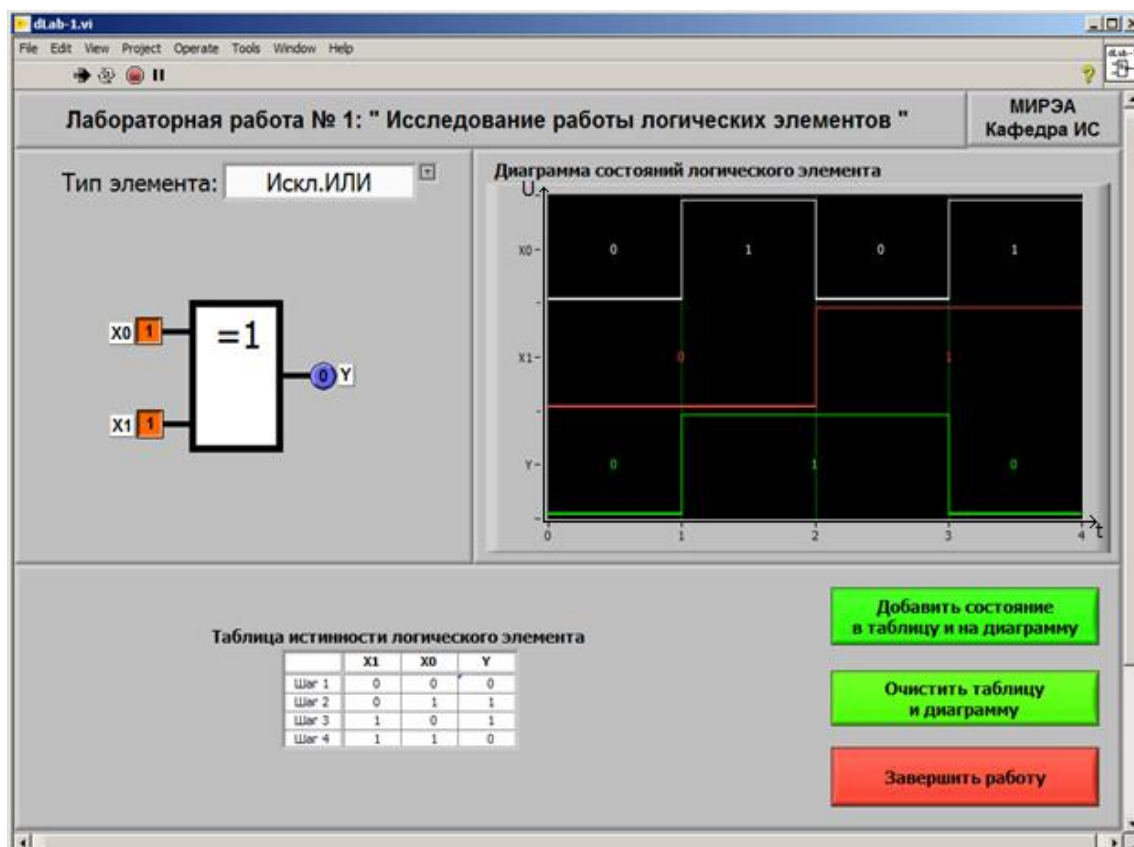 dLab-1.vi
File Edit View Project Operate Tools Window Help
Лабораторная работа № 1: " Исследование работы логических элементов "
МИРЭА
Кафедра ИС
Тип элемента: Искл.ИЛИ
X0 1
=1
0 Y
X1 1
Диаграмма состояний логического элемента
U
X0 0 1 0 1
X1 0 1
Y 0 1 0
0 1 2 3 4 t
Таблица истинности логического элемента
X1 X0 Y
Шаг 1 0 0 0
Шаг 2 0 1 1
Шаг 3 1 0 1
Шаг 4 1 1 0
Добавить состояние
в таблицу и на диаграмму
Очистить таблицу
и диаграмму
Завершить работу